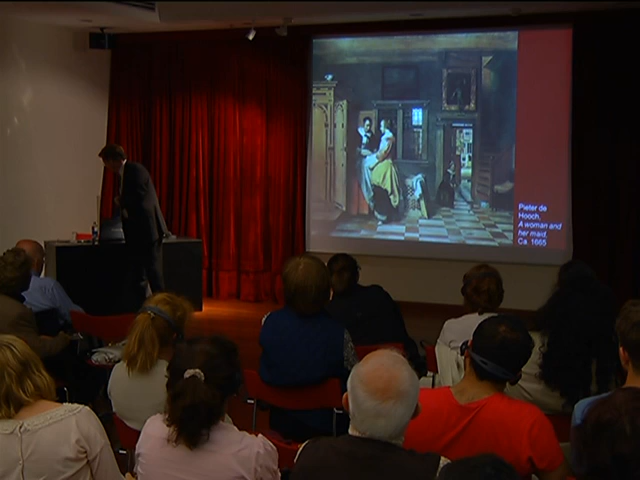 Pieter de
Hooch,
A woman and
her maid.
Ca. 1665